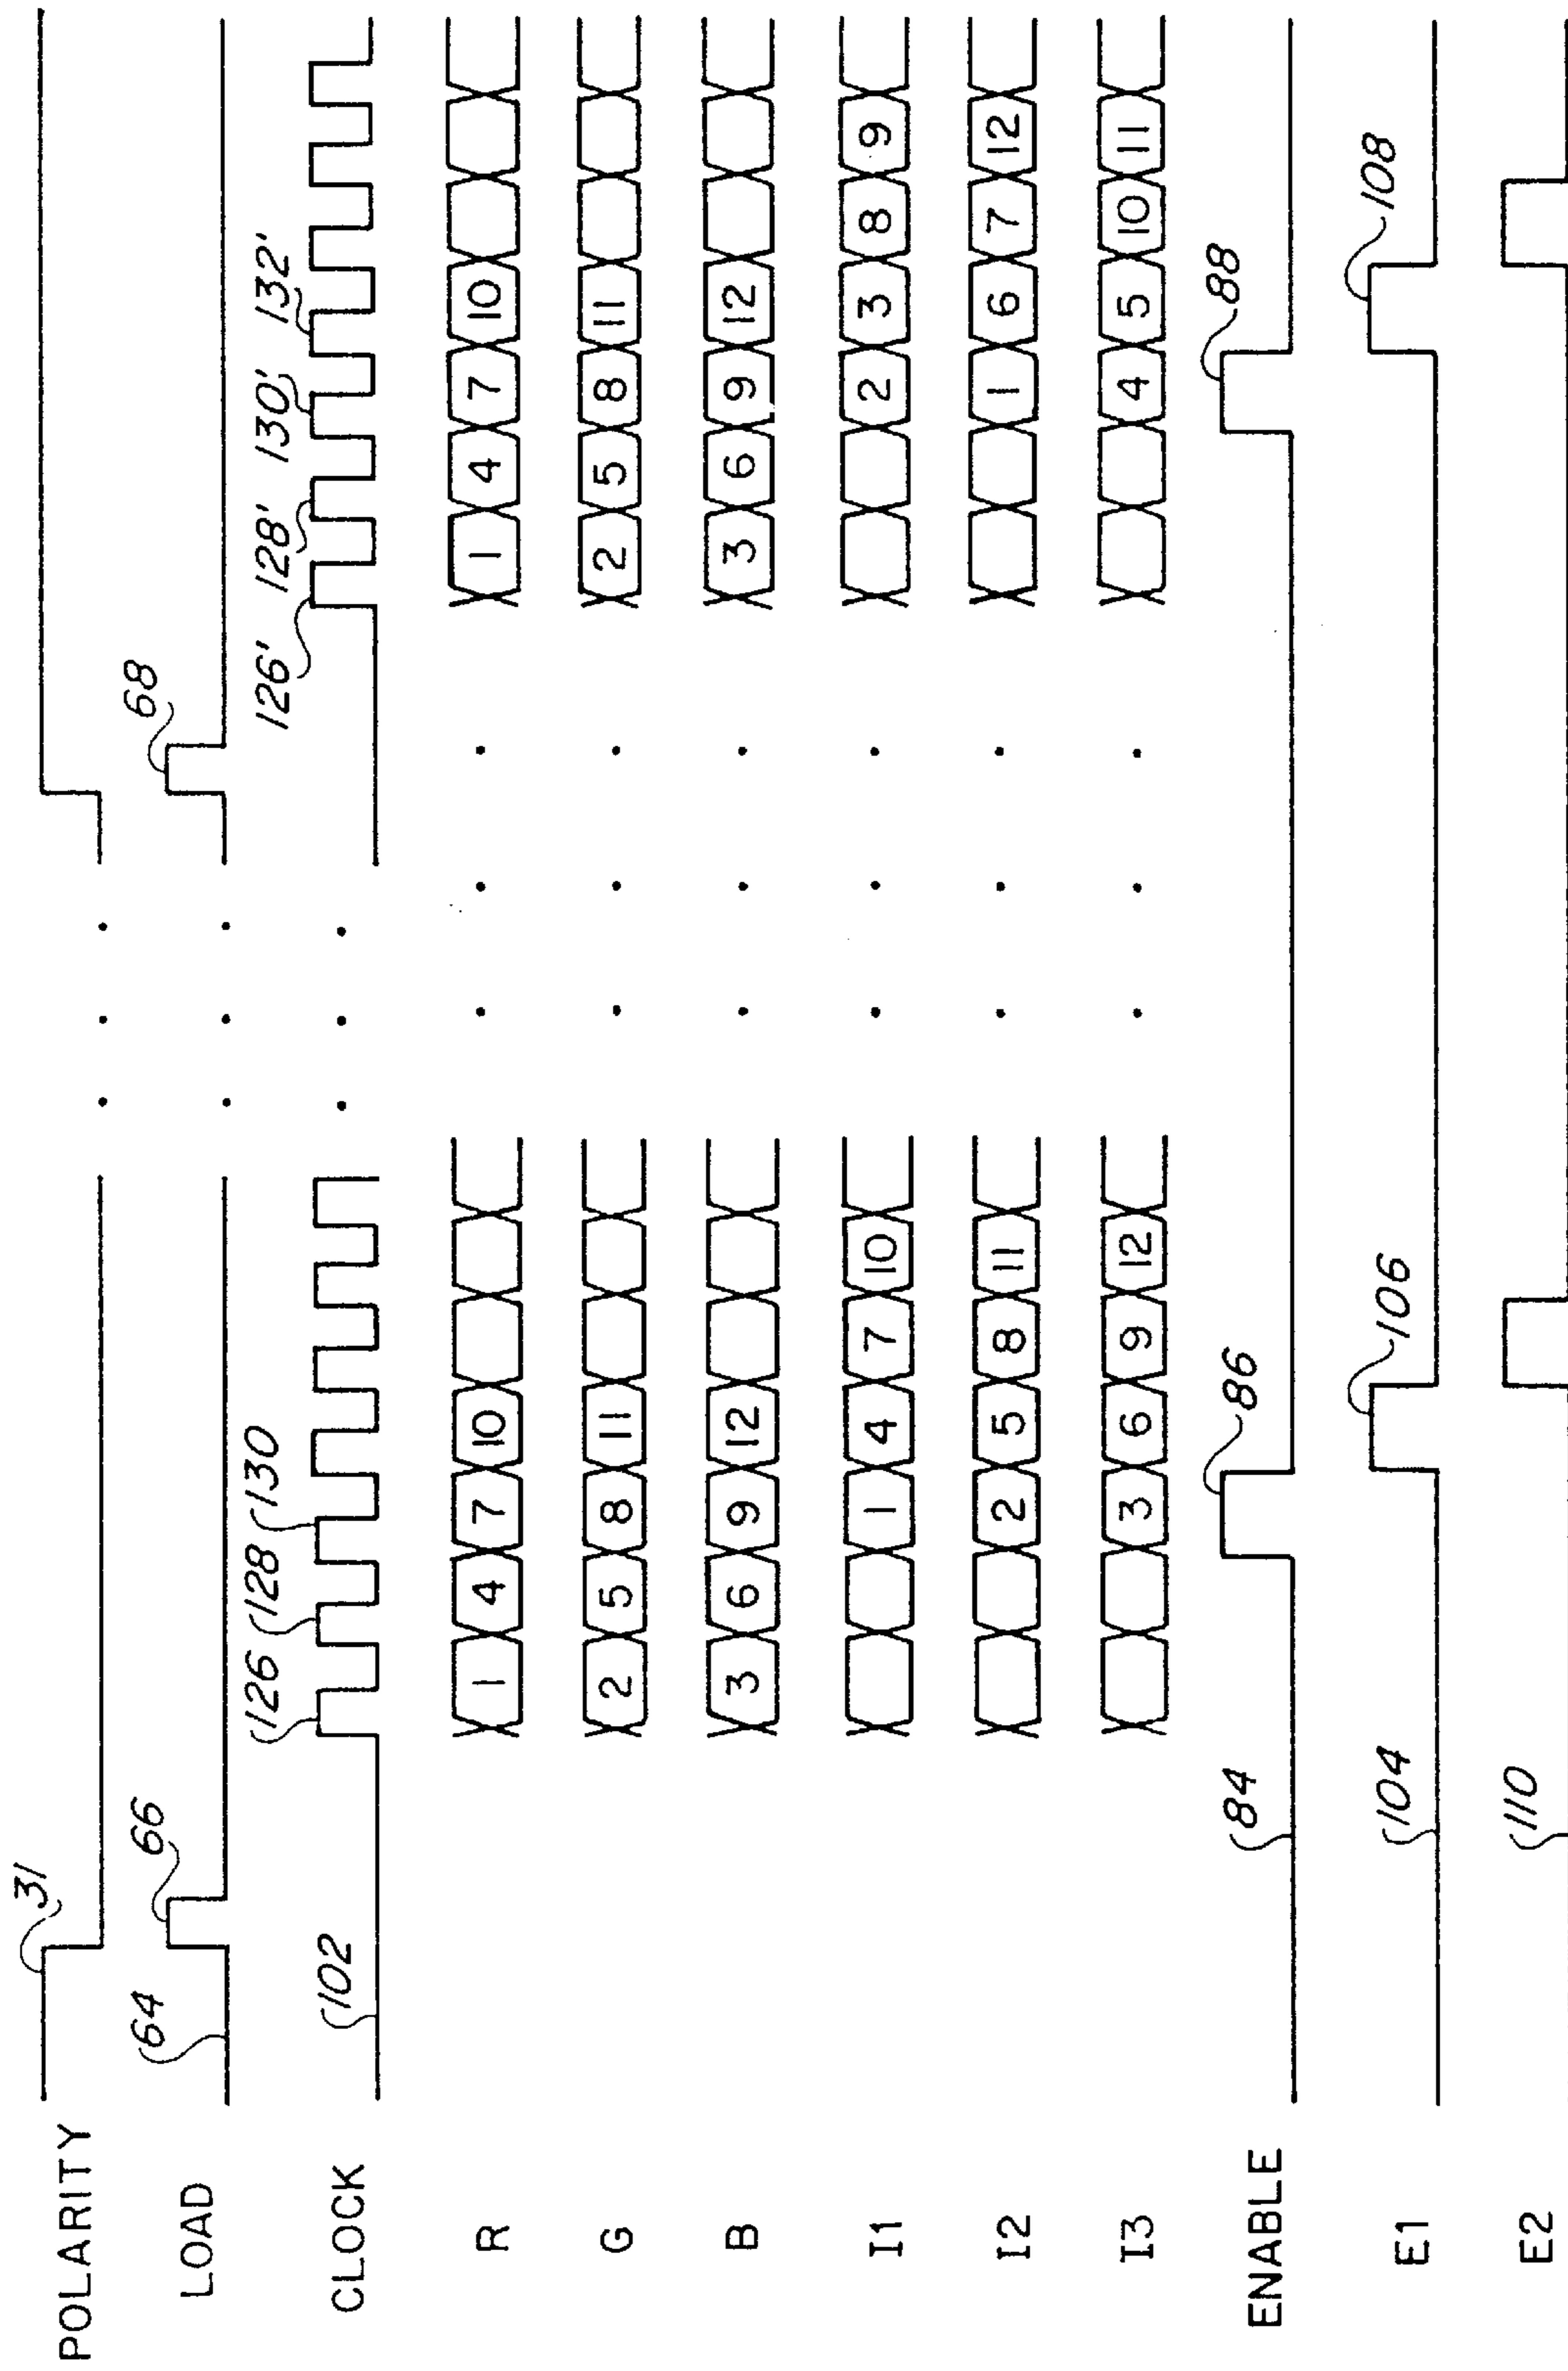 POLARITY 31
LOAD 64 66 68
CLOCK 102 126 128 130 126' 128' 130' 132'
R 1 4 7 10 1 4 7 10
G 2 5 8 11 2 5 8 11
B 3 6 9 12 3 6 9 12
I1 1 4 7 10 2 3 8 9
I2 2 5 8 11 1 6 7 12
I3 3 6 9 12 4 5 10 11
ENABLE 84 86 88
E1 104 106 108
E2 110